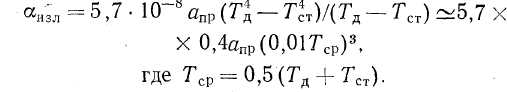 α_изл = 5,7 · 10⁻⁸ a_пр (T_д⁴ — T_ст⁴)/(T_д — T_ст) ≃ 5,7 ×
× 0,4a_пр (0,01T_ср)³,
где T_ср = 0,5 (T_д + T_ст).